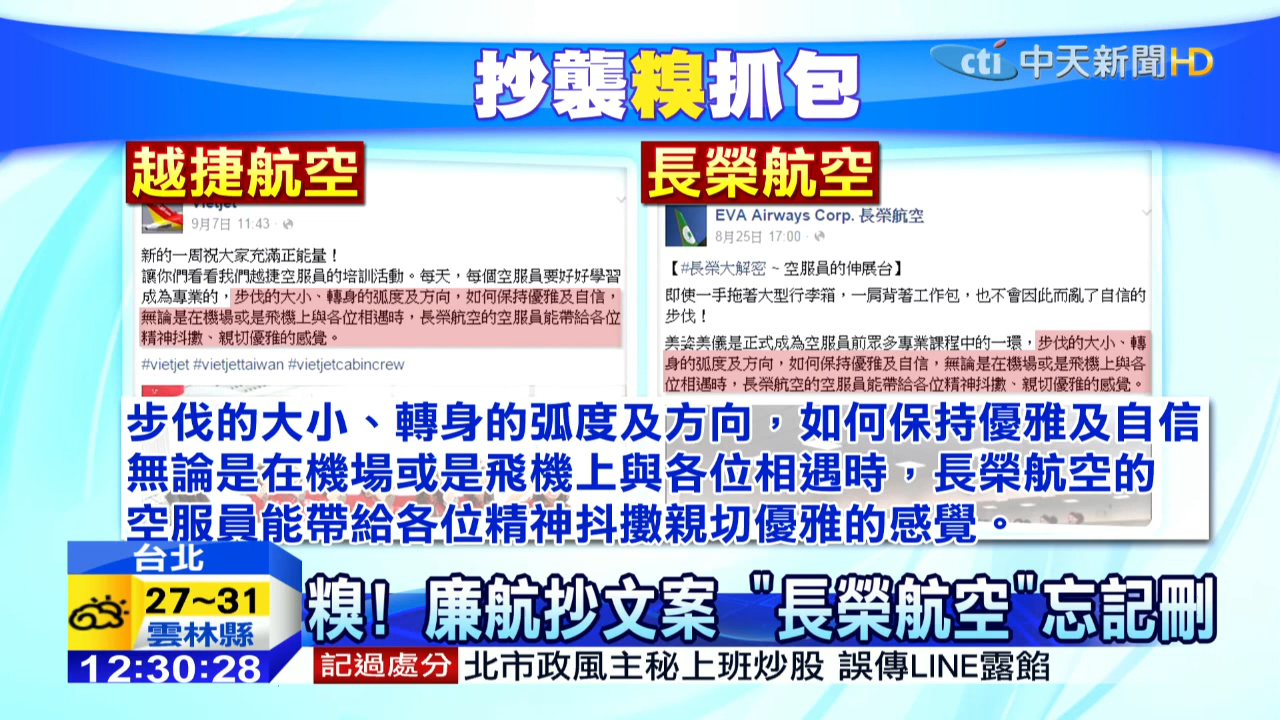 抄襲糗抓包
cti 中天新聞HD
越捷航空
Vietjet
9月7日 11:43
新的一周祝大家充滿正能量！
讓你們看看我們越捷空服員的培訓活動。每天，每個空服員要好好學習
成為專業的，步伐的大小、轉身的弧度及方向，如何保持優雅及自信，
無論是在機場或是飛機上與各位相遇時，長榮航空的空服員能帶給各位
精神抖擻、親切優雅的感覺。
#vietjet #vietjettaiwan #vietjetcabincrew
長榮航空
EVA Airways Corp. 長榮航空
8月25日 17:00
【#長榮大解密 ~ 空服員的伸展台】
即使一手拖著大型行李箱，一肩背著工作包，也不會因此而亂了自信的
步伐！
美姿美儀是正式成為空服員前眾多專業課程中的一環，步伐的大小、轉
身的弧度及方向，如何保持優雅及自信，無論是在機場或是飛機上與各
位相遇時，長榮航空的空服員能帶給各位精神抖擻、親切優雅的感覺。
步伐的大小、轉身的弧度及方向，如何保持優雅及自信
無論是在機場或是飛機上與各位相遇時，長榮航空的
空服員能帶給各位精神抖擻親切優雅的感覺。
台北
27~31
雲林縣
12:30:28
糗！廉航抄文案 "長榮航空"忘記刪
記過處分 北市政風主秘上班炒股 誤傳LINE露餡